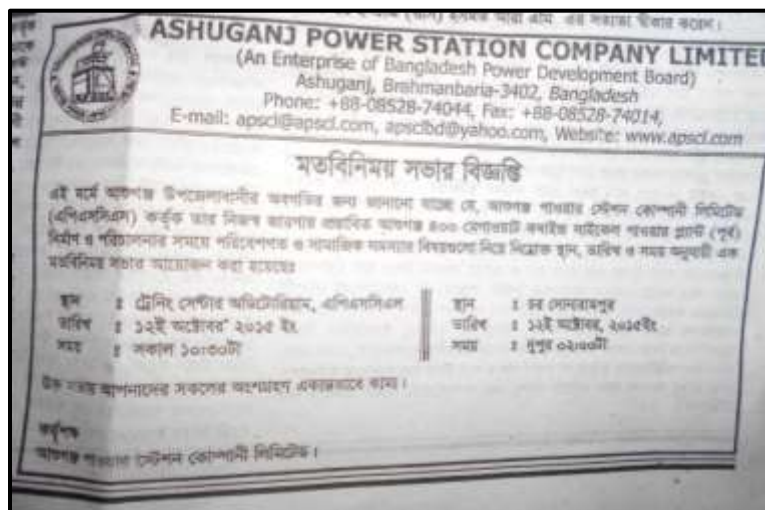 ASHUGANJ POWER STATION COMPANY LIMITED
(An Enterprise of Bangladesh Power Development Board)
Ashuganj, Brahmanbaria-3402, Bangladesh
Phone: +88-08528-74044, Fax: +88-08528-74014,
E-mail: apscl@apscl.com, apsclbd@yahoo.com, Website: www.apscl.com
মতবিনিময় সভার বিজ্ঞপ্তি
এই মর্মে আশুগঞ্জ উপজেলাবাসীর অবগতির জন্য জানানো যাচ্ছে যে, আশুগঞ্জ পাওয়ার স্টেশন কোম্পানী লিমিটেড
(এপিএসসিএল) কর্তৃক তার নিজস্ব জায়গায় প্রস্তাবিত আশুগঞ্জ ৪০০ মেগাওয়াট কম্বাইন্ড সাইকেল পাওয়ার প্লান্ট (পূর্ব)
নির্মাণ ও পরিচালনার সময়ে পরিবেশগত ও সামাজিক সমস্যার বিষয়গুলো নিয়ে নিম্নোক্ত স্থান, তারিখ ও সময় অনুযায়ী এক
মতবিনিময় সভার আয়োজন করা হয়েছেঃ
স্থান : ট্রেনিং সেন্টার অডিটোরিয়াম, এপিএসসিএল
তারিখ : ১২ই অক্টোবর' ২০১৫ ইং
সময় : সকাল ১০:৩০টা
স্থান : চর সোনারামপুর
তারিখ : ১২ই অক্টোবর, ২০১৫ইং
সময় : দুপুর ০২:০০টা
উক্ত সভায় আপনাদের সকলের অংশগ্রহণ একান্তভাবে কাম্য।
কর্তৃপক্ষ
আশুগঞ্জ পাওয়ার স্টেশন কোম্পানী লিমিটেড।